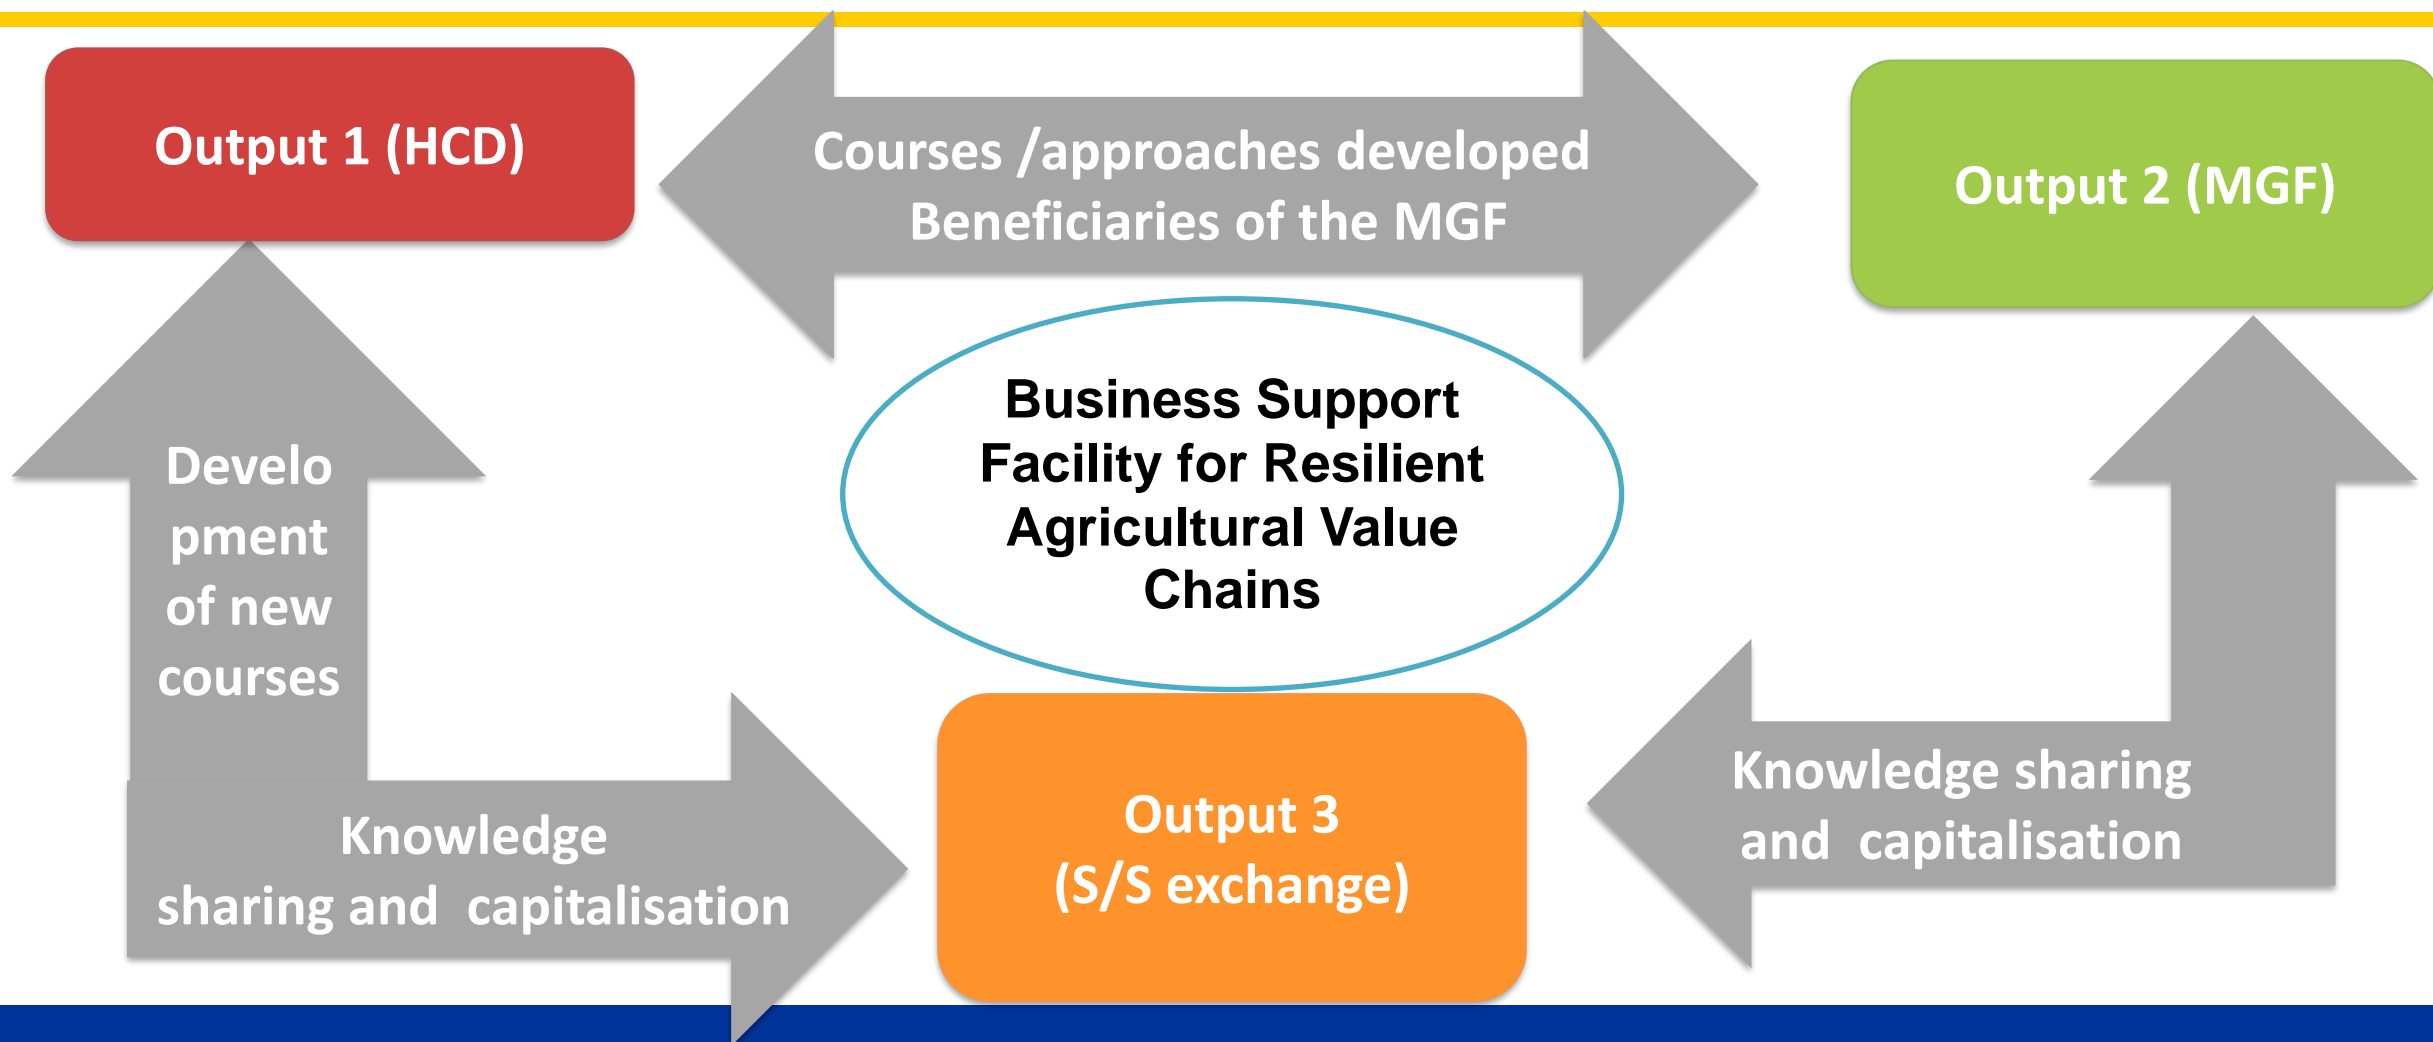 Output 1 (HCD)
Courses /approaches developed
Beneficiaries of the MGF
Output 2 (MGF)
Business Support
Facility for Resilient
Agricultural Value
Chains
Develo
pment
of new
courses
Knowledge
sharing and  capitalisation
Output 3
(S/S exchange)
Knowledge sharing
and  capitalisation